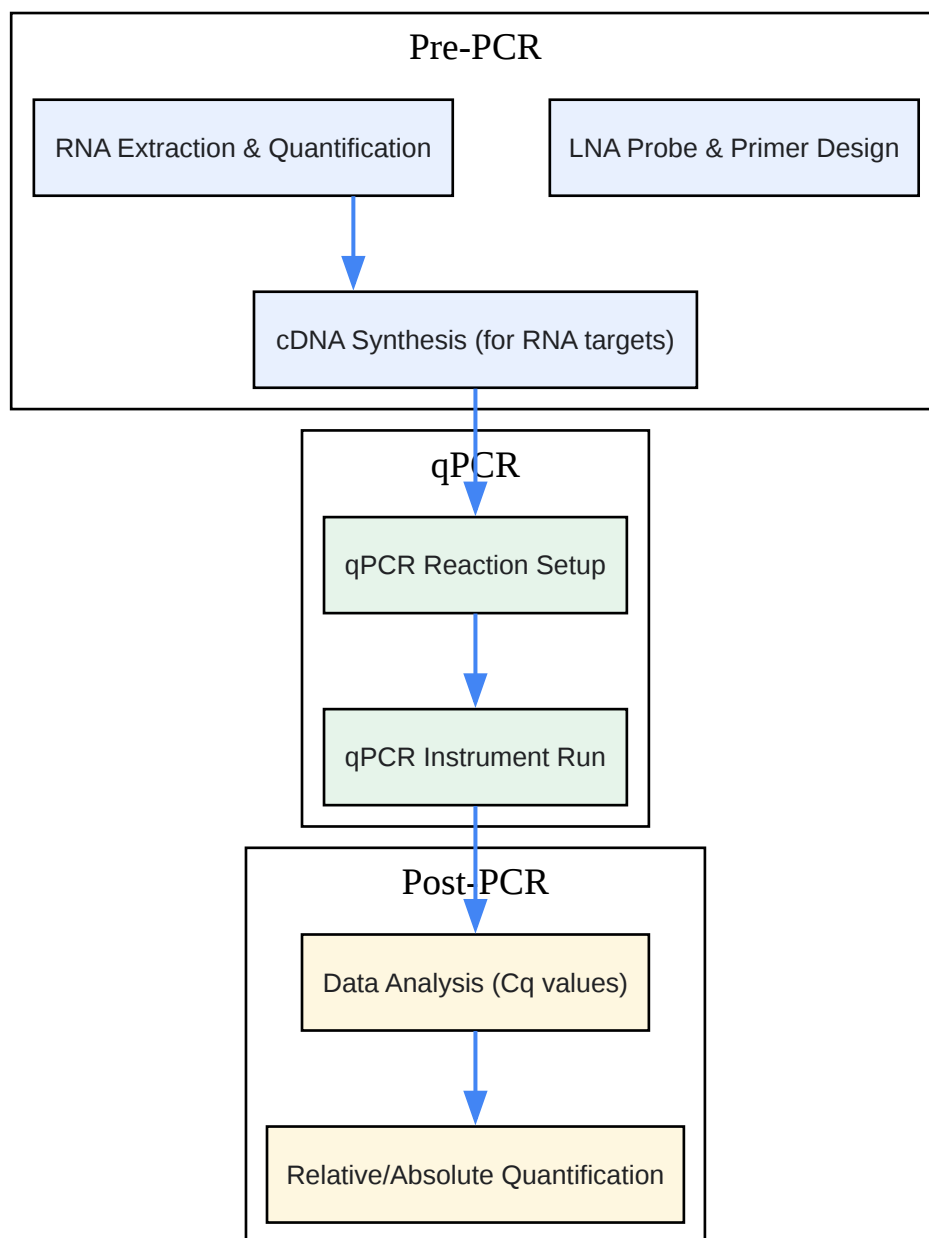 Pre-PCR
RNA Extraction & Quantification
LNA Probe & Primer Design
cDNA Synthesis (for RNA targets)
qPCR
qPCR Reaction Setup
qPCR Instrument Run
Post-PCR
Data Analysis (Cq values)
Relative/Absolute Quantification